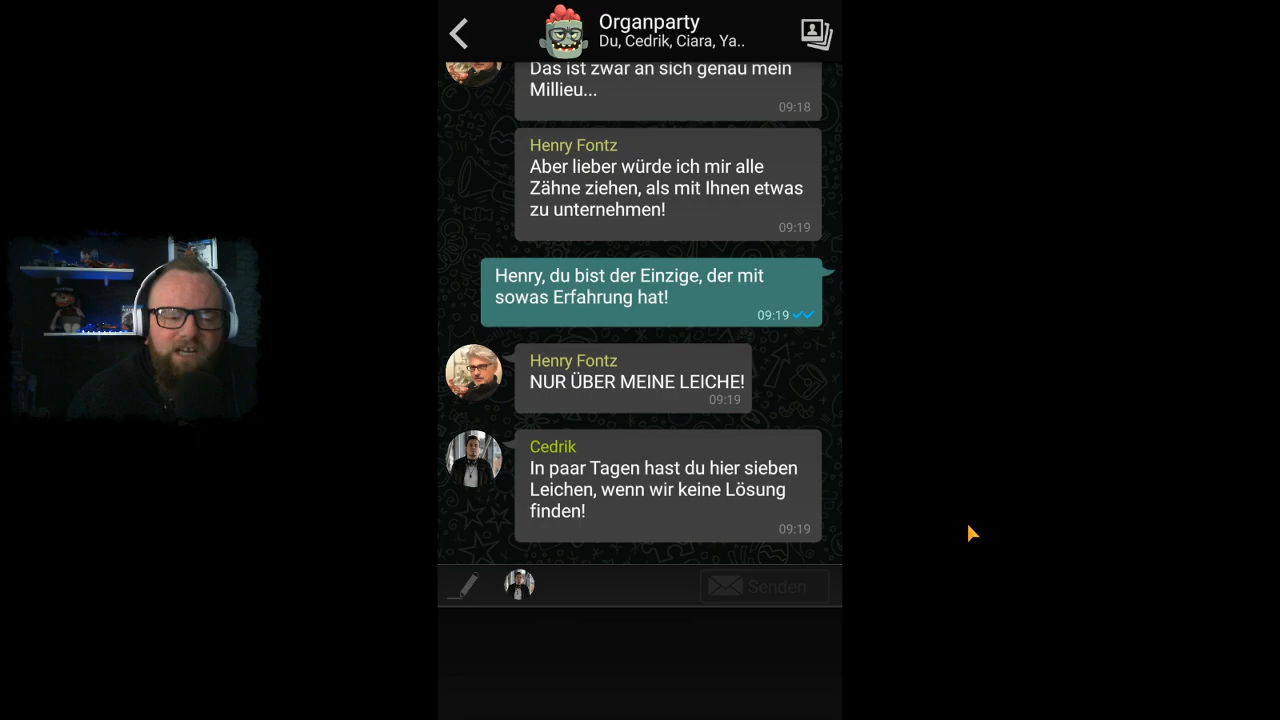 Organparty
Du, Cedrik, Ciara, Ya..
Das ist zwar an sich genau mein
Millieu...
09:18
Henry Fontz
Aber lieber würde ich mir alle
Zähne ziehen, als mit Ihnen etwas
zu unternehmen!
09:19
Henry, du bist der Einzige, der mit
sowas Erfahrung hat!
09:19
Henry Fontz
NUR ÜBER MEINE LEICHE!
09:19
Cedrik
In paar Tagen hast du hier sieben
Leichen, wenn wir keine Lösung
finden!
09:19
Senden